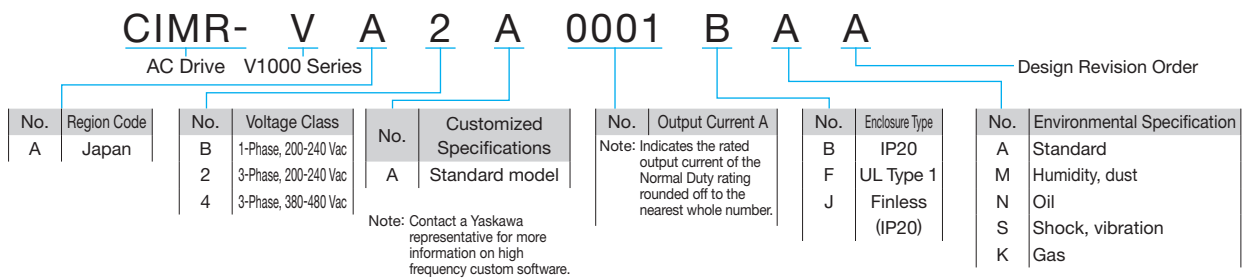 CIMR- V A 2 A 0001 B A A
AC Drive V1000 Series Design Revision Order
No. Region Code
A Japan
No. Voltage Class
B 1-Phase, 200-240 Vac
2 3-Phase, 200-240 Vac
4 3-Phase, 380-480 Vac
No. Customized
Specifications
A Standard model
Note: Contact a Yaskawa
representative for more
information on high
frequency custom software.
No. Output Current A
Note: Indicates the rated
output current of the
Normal Duty rating
rounded off to the
nearest whole number.
No. Enclosure Type
B IP20
F UL Type 1
J Finless
(IP20)
No. Environmental Specification
A Standard
M Humidity, dust
N Oil
S Shock, vibration
K Gas